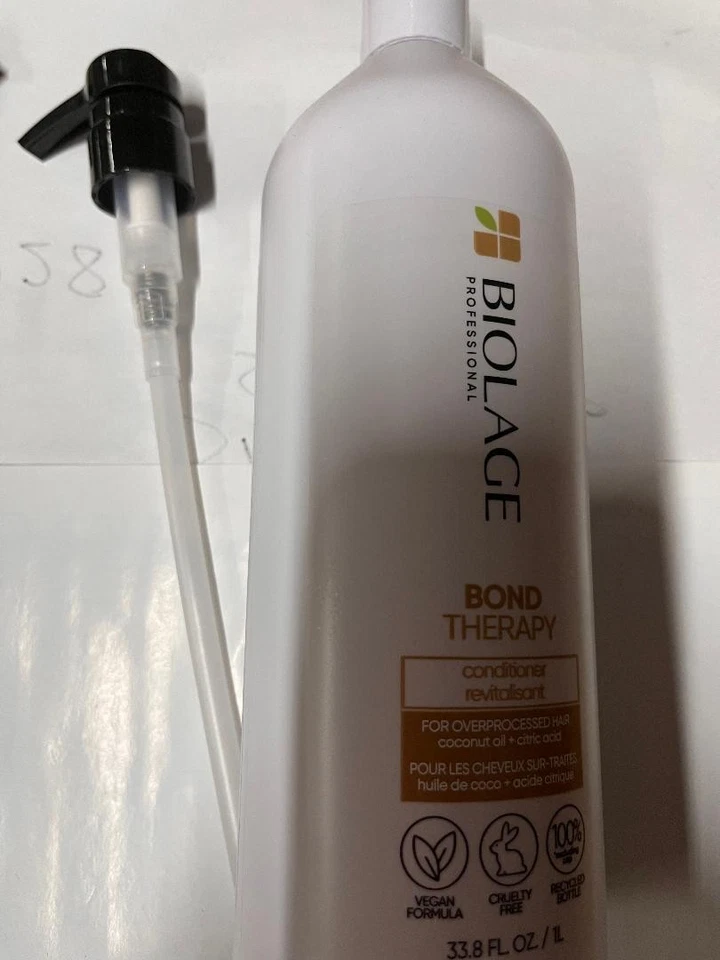 BIOLAGE
PROFESSIONAL
BOND
THERAPY
conditioner
revitalisant
FOR OVERPROCESSED HAIR
coconut oil + citric acid
POUR LES CHEVEUX SUR-TRAITÉS
huile de coco + acide citrique
VEGAN
FORMULA
CRUELTY
FREE
100%
RECYCLED
BOTTLE
33.8 FL. OZ. / 1L
58